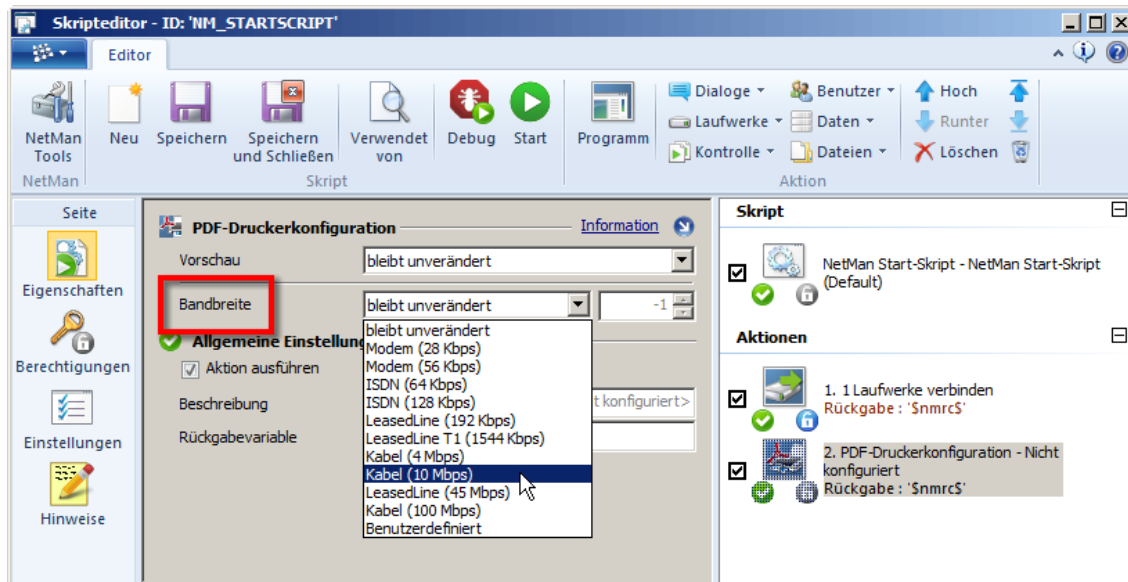 Skripteditor - ID: 'NM_STARTSCRIPT'
Editor
NetMan Tools
Neu
Speichern
Speichern und Schließen
Verwendet von
Debug
Start
Programm
Dialoge
Benutzer
Hoch
Laufwerke
Daten
Runter
Kontrolle
Dateien
Löschen
NetMan
Skript
Aktion
Seite
Eigenschaften
Berechtigungen
Einstellungen
Hinweise
PDF-Druckerkonfiguration
Information
Vorschau
bleibt unverändert
Bandbreite
bleibt unverändert
-1
bleibt unverändert
Modem (28 Kbps)
Modem (56 Kbps)
ISDN (64 Kbps)
ISDN (128 Kbps)
LeasedLine (192 Kbps)
LeasedLine T1 (1544 Kbps)
Kabel (4 Mbps)
Kabel (10 Mbps)
LeasedLine (45 Mbps)
Kabel (100 Mbps)
Benutzerdefiniert
Allgemeine Einstellung
Aktion ausführen
Beschreibung
t konfiguriert>
Rückgabevariable
Skript
NetMan Start-Skript - NetMan Start-Skript
(Default)
Aktionen
1. 1 Laufwerke verbinden
Rückgabe : '$nmrc$'
2. PDF-Druckerkonfiguration - Nicht
konfiguriert
Rückgabe : '$nmrc$'